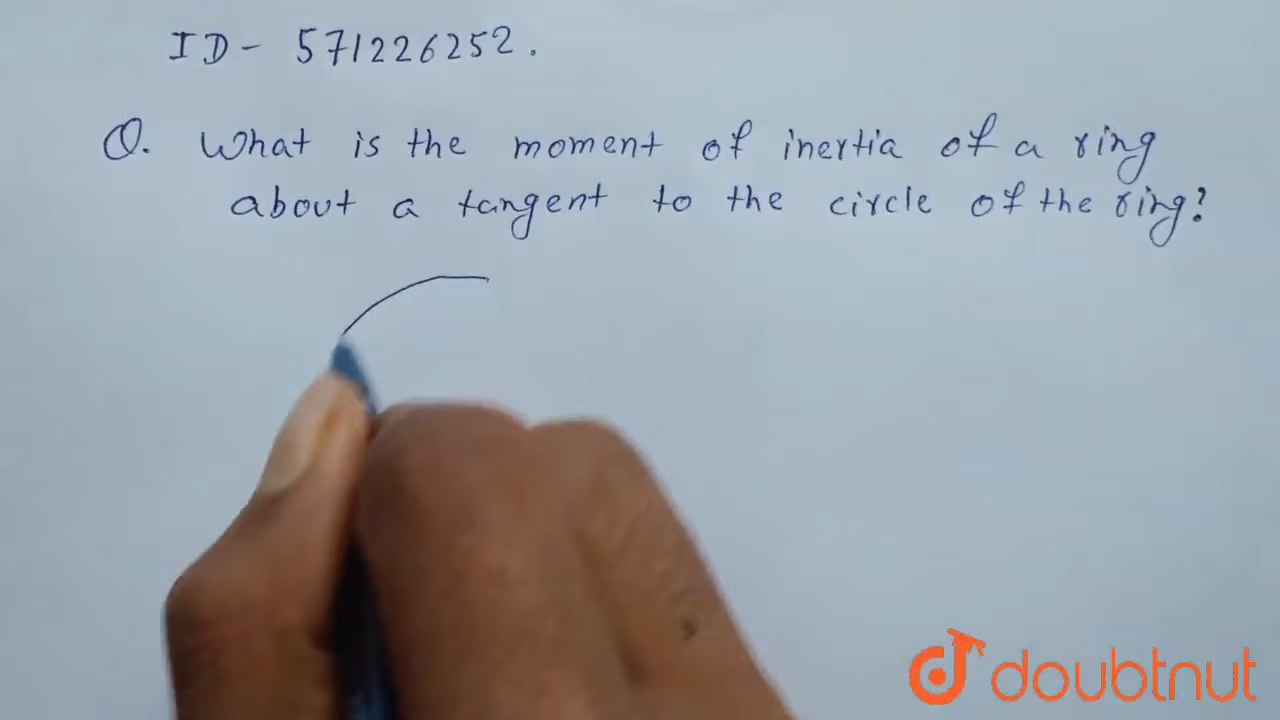 ID- 571226252.
Q. What is the moment of inertia of a ring
about a tangent to the circle of the ring?
doubtnut